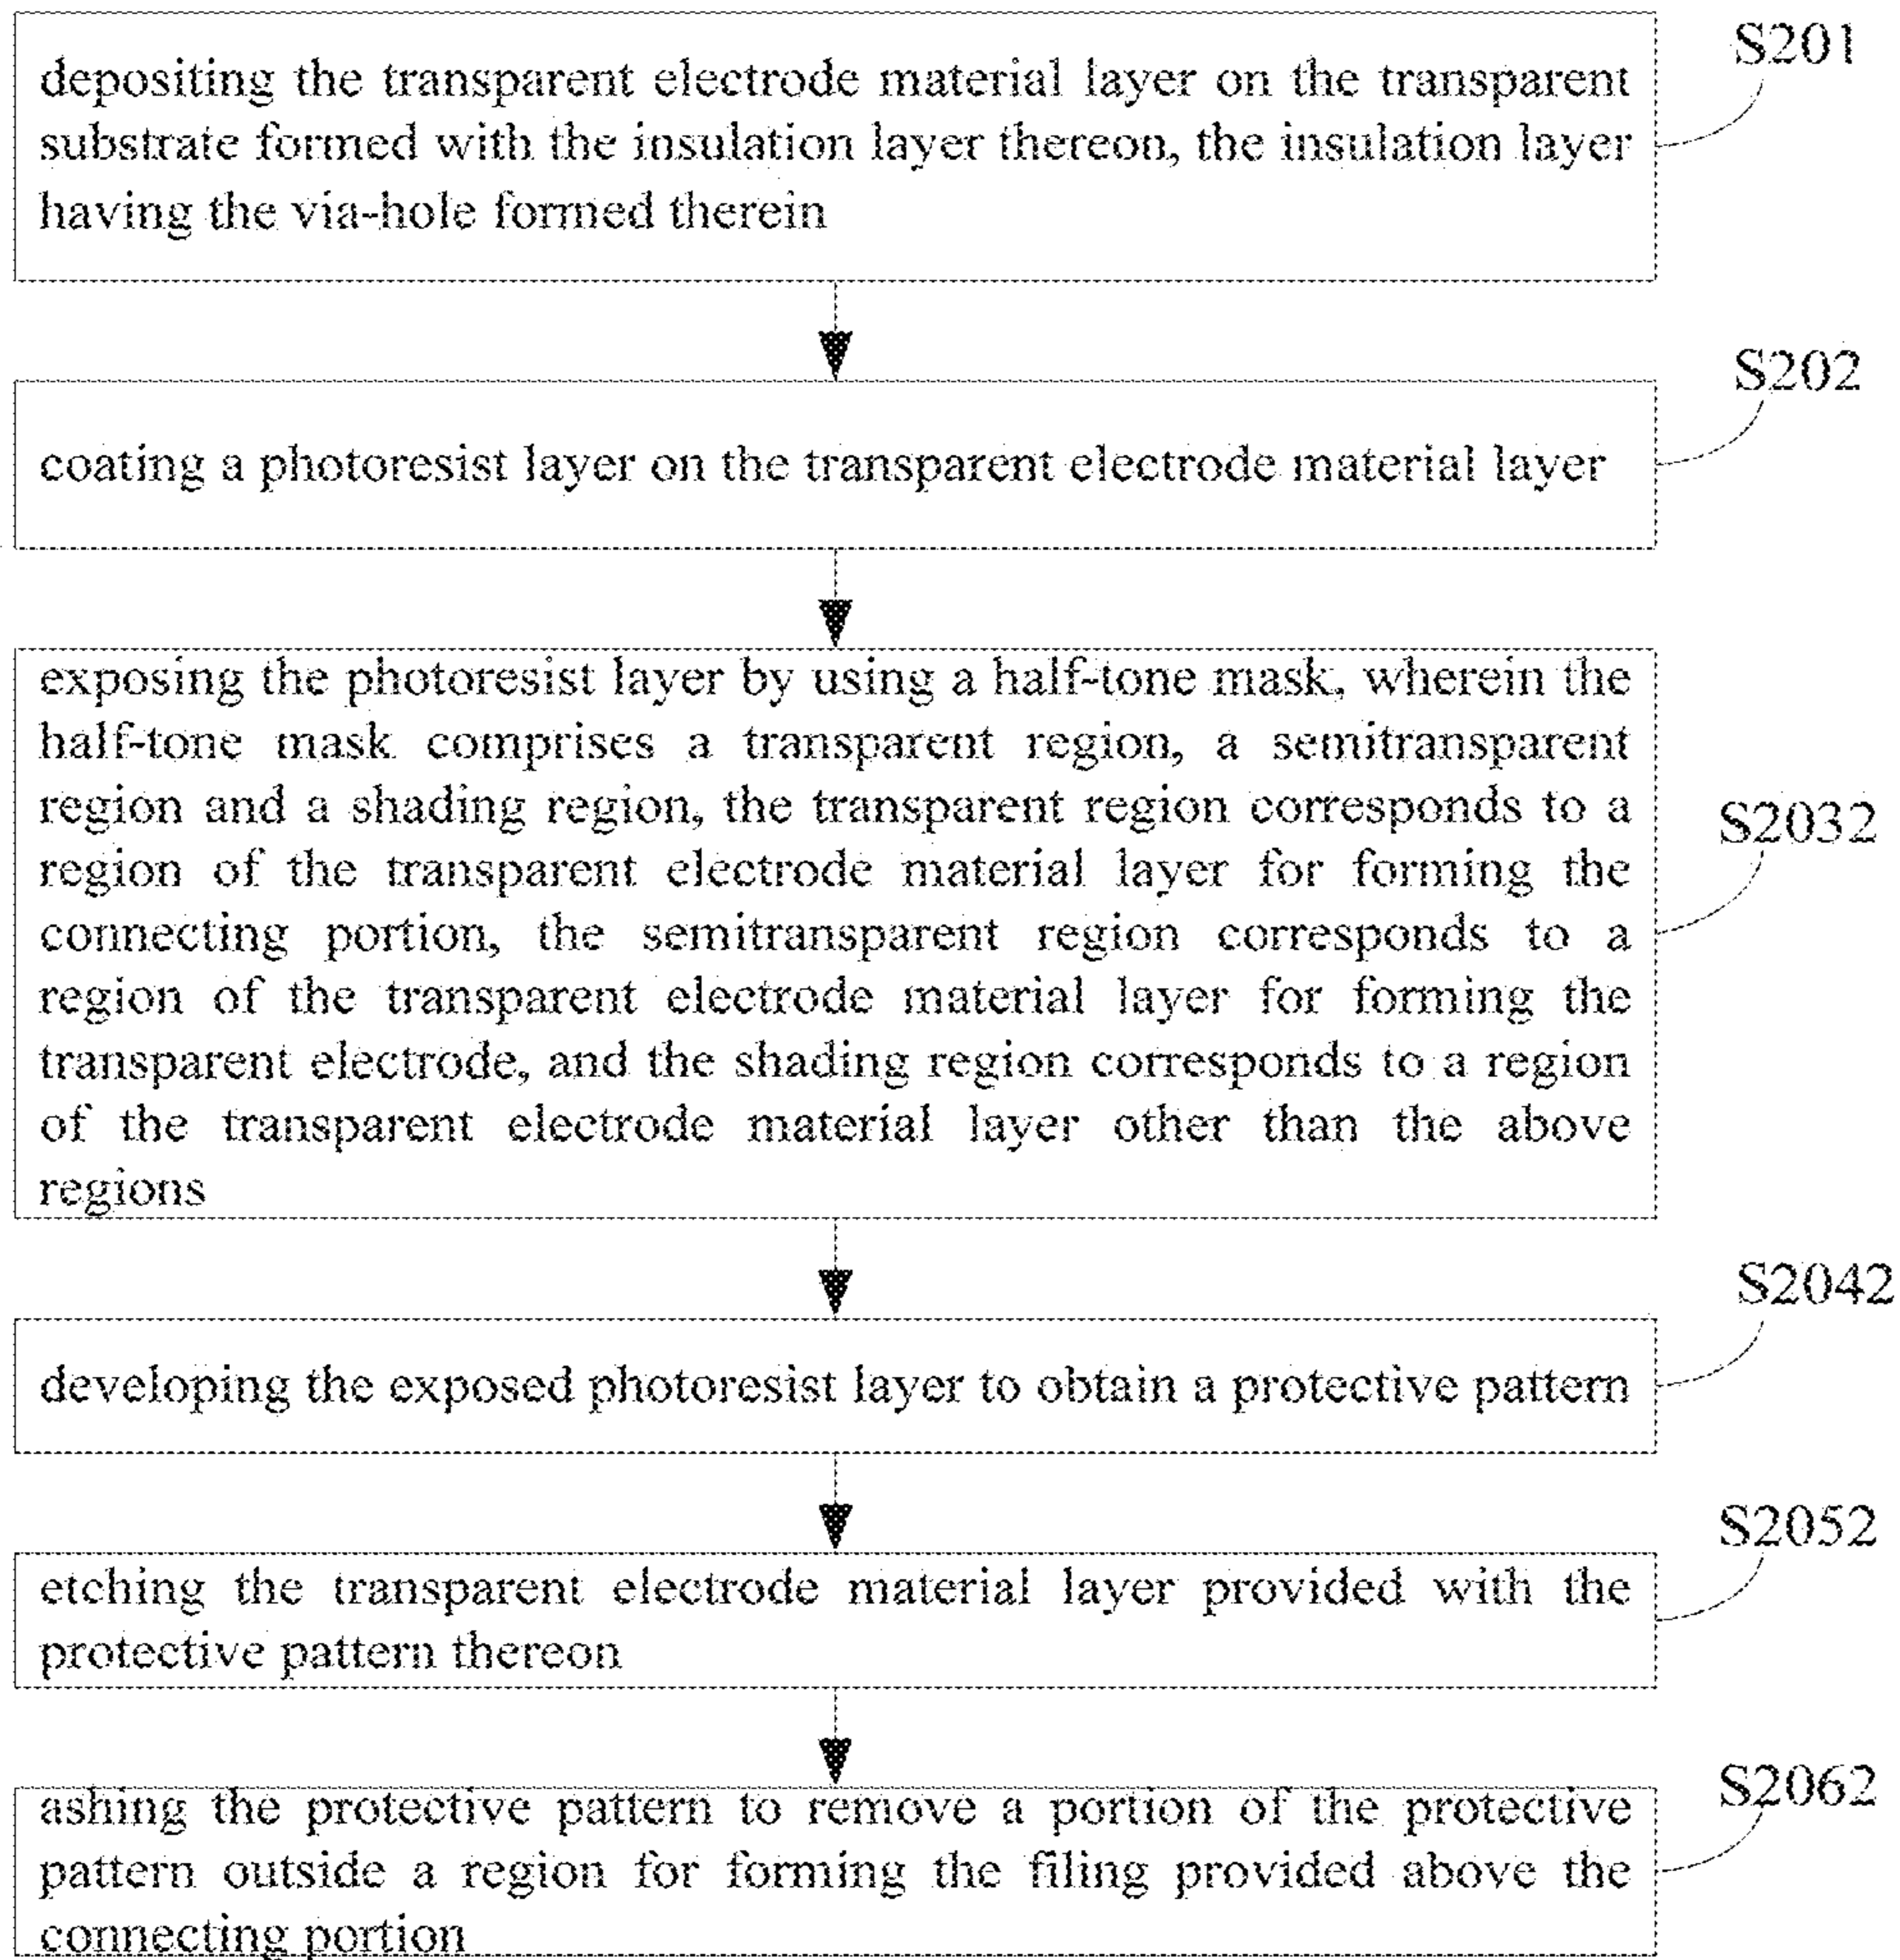 S201
depositing the transparent electrode material layer on the transparent
substrate formed with the insulation layer thereon, the insulation layer
having the via-hole formed therein
S202
coating a photoresist layer on the transparent electrode material layer
exposing the photoresist layer by using a half-tone mask, wherein the
half-tone mask comprises a transparent region, a semitransparent
region and a shading region, the transparent region corresponds to a
S2032
region of the transparent electrode material layer for forming the
connecting portion, the semitransparent region corresponds to a
region of the transparent electrode material layer for forming the
transparent electrode, and the shading region corresponds to a region
of the transparent electrode material layer other than the above
regions
S2042
developing the exposed photoresist layer to obtain a protective pattern
S2052
etching the transparent electrode material layer provided with the
protective pattern thereon
S2062
ashing the protective pattern to remove a portion of the protective
pattern outside a region for forming the filing provided above the
connecting portion